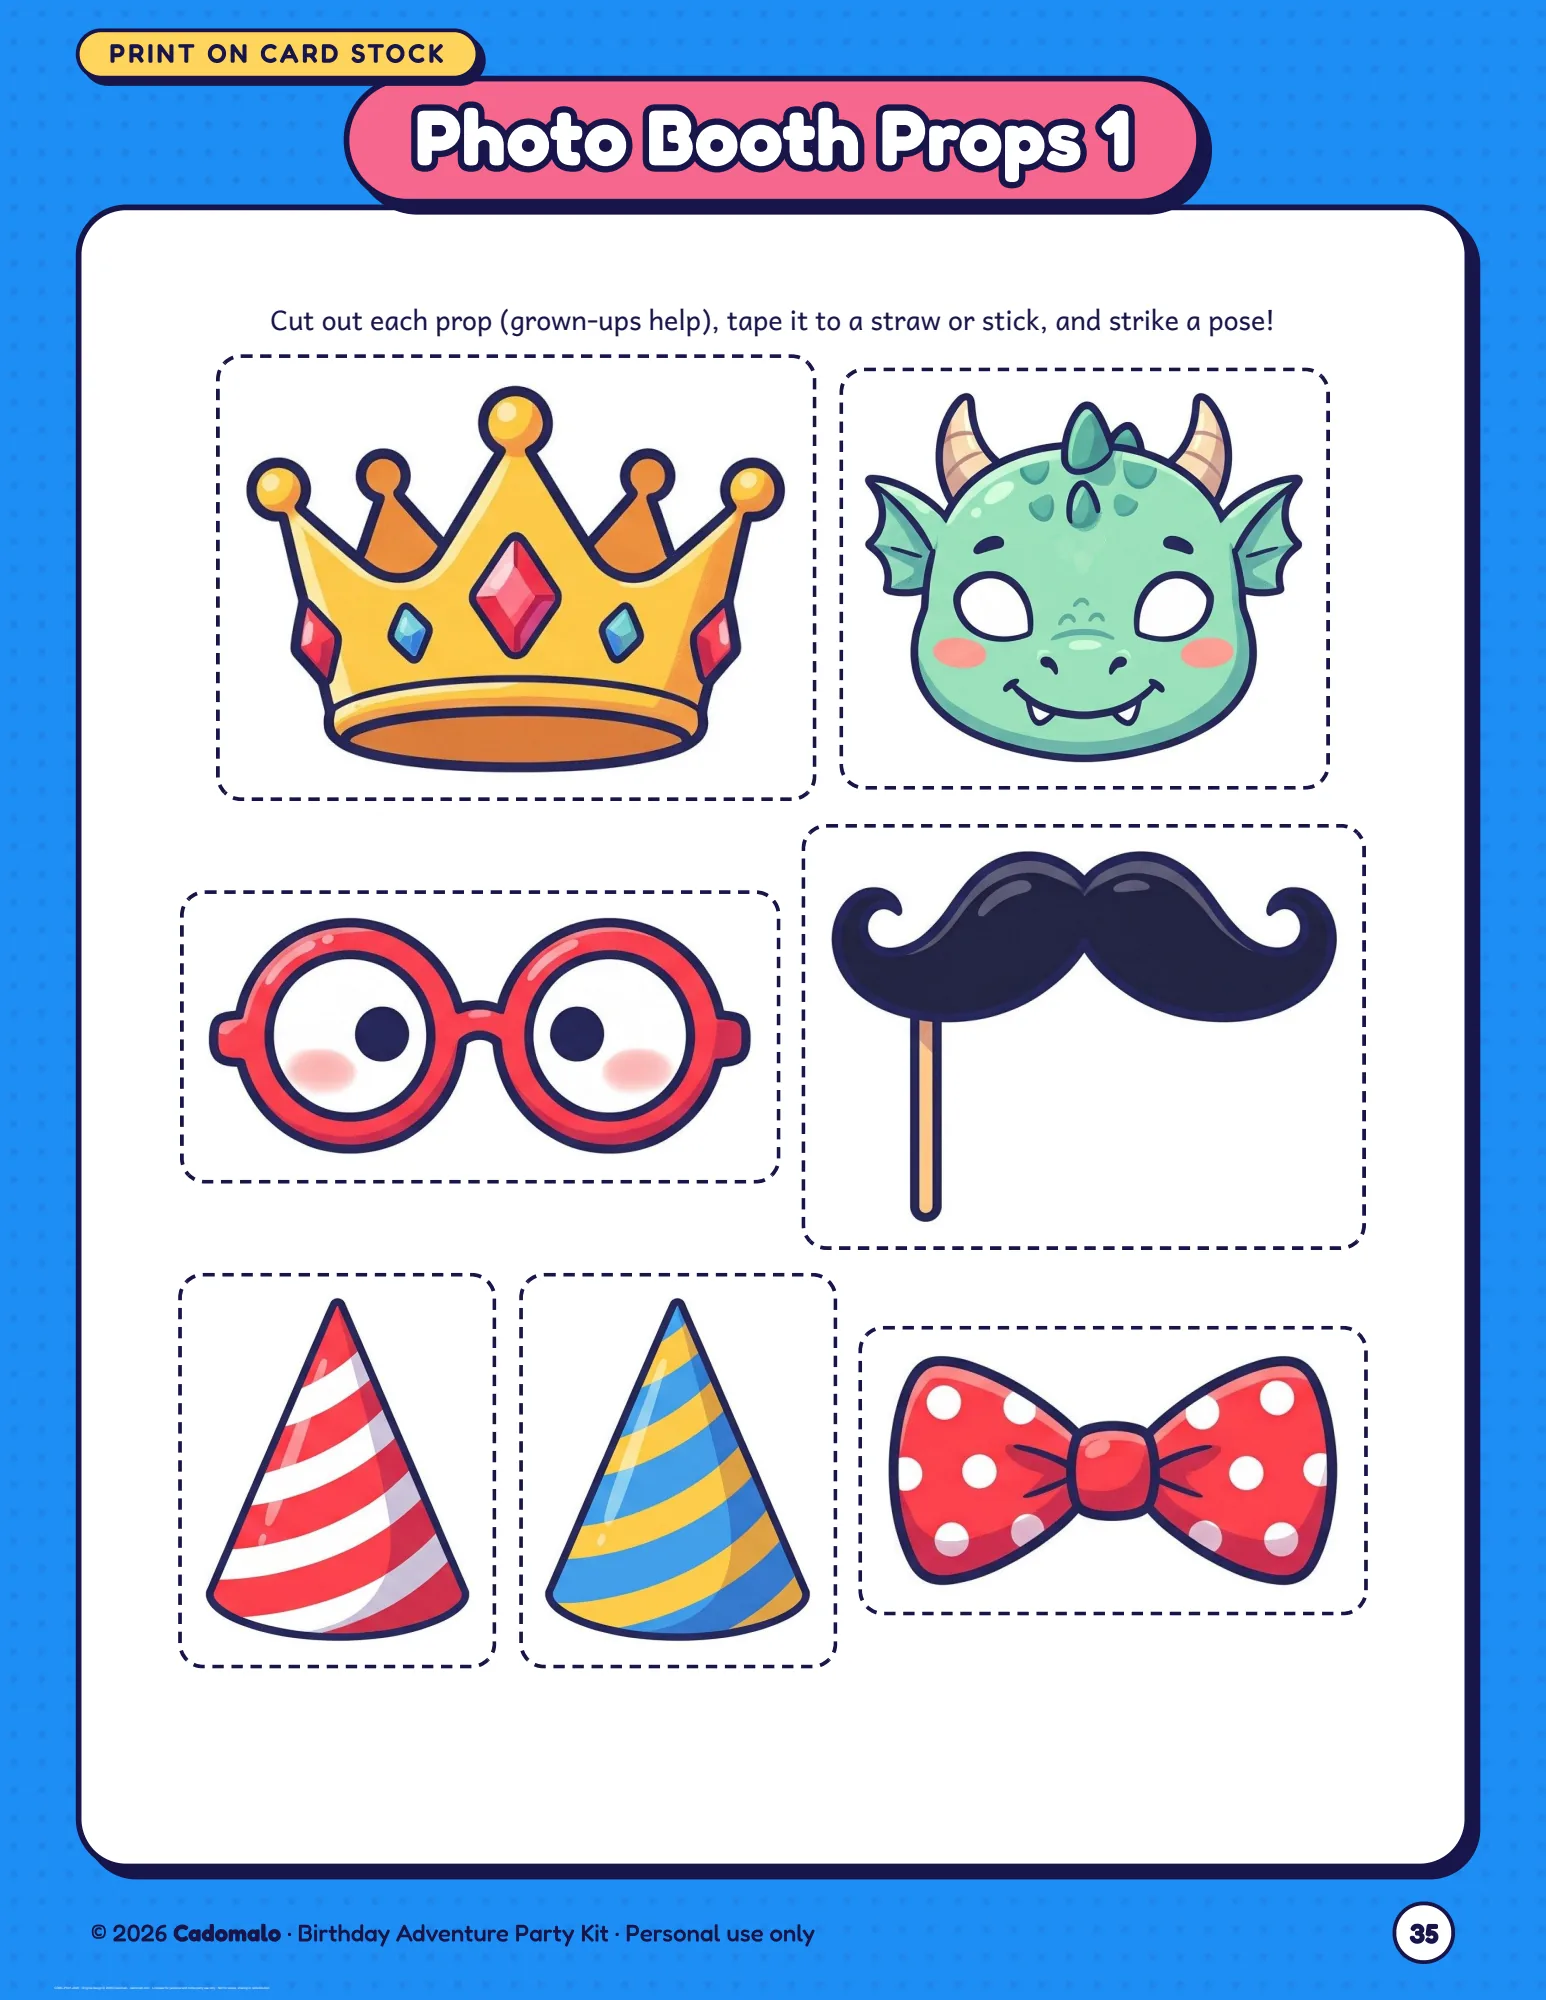 PRINT ON CARD STOCK
Photo Booth Props 1
Cut out each prop (grown-ups help), tape it to a straw or stick, and strike a pose!
© 2026 Cadomalo · Birthday Adventure Party Kit · Personal use only
35